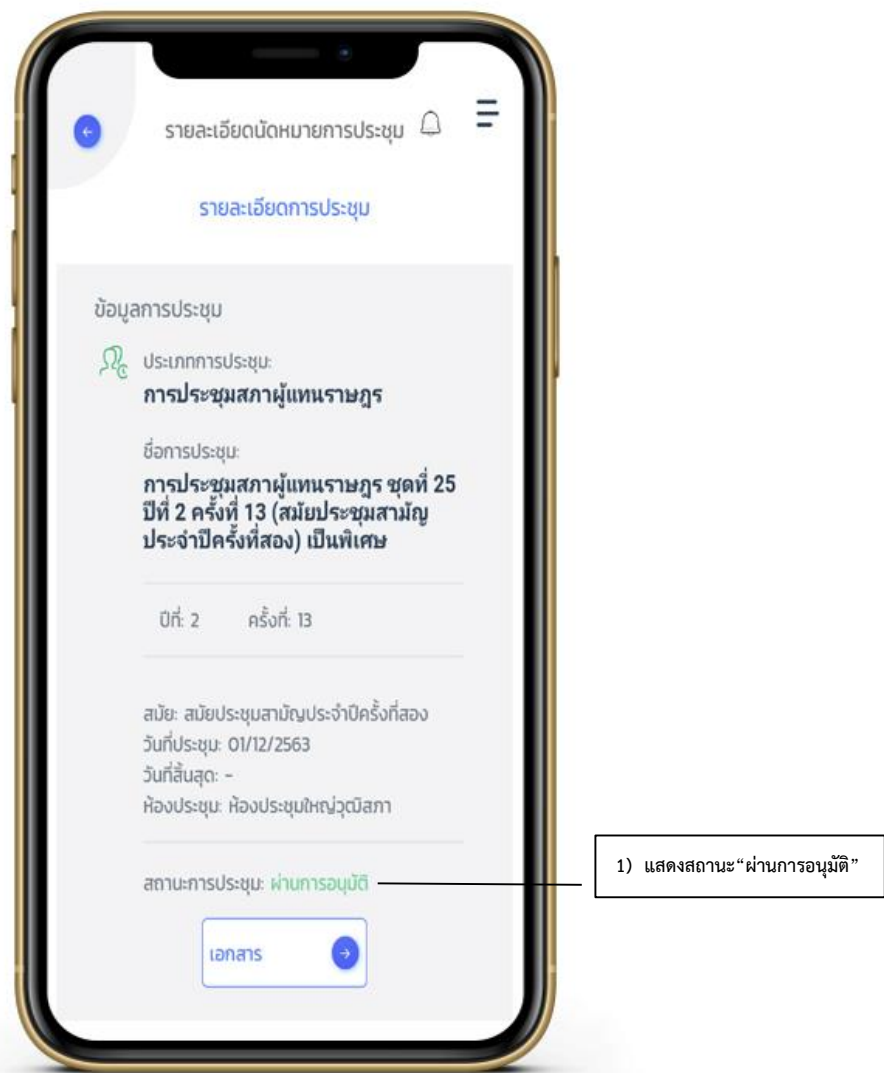 รายละเอียดนัดหมายการประชุม
รายละเอียดการประชุม
ข้อมูลการประชุม
ประเภทการประชุม:
การประชุมสภาผู้แทนราษฎร
ชื่อการประชุม:
การประชุมสภาผู้แทนราษฎร ชุดที่ 25
ปีที่ 2 ครั้งที่ 13 (สมัยประชุมสามัญ
ประจำปีครั้งที่สอง) เป็นพิเศษ
ปีที่: 2 ครั้งที่: 13
สมัย: สมัยประชุมสามัญประจำปีครั้งที่สอง
วันที่ประชุม: 01/12/2563
วันที่สิ้นสุด: -
ห้องประชุม: ห้องประชุมใหญ่วุฒิสภา
สถานะการประชุม: ผ่านการอนุมัติ
1) แสดงสถานะ“ผ่านการอนุมัติ”
เอกสาร